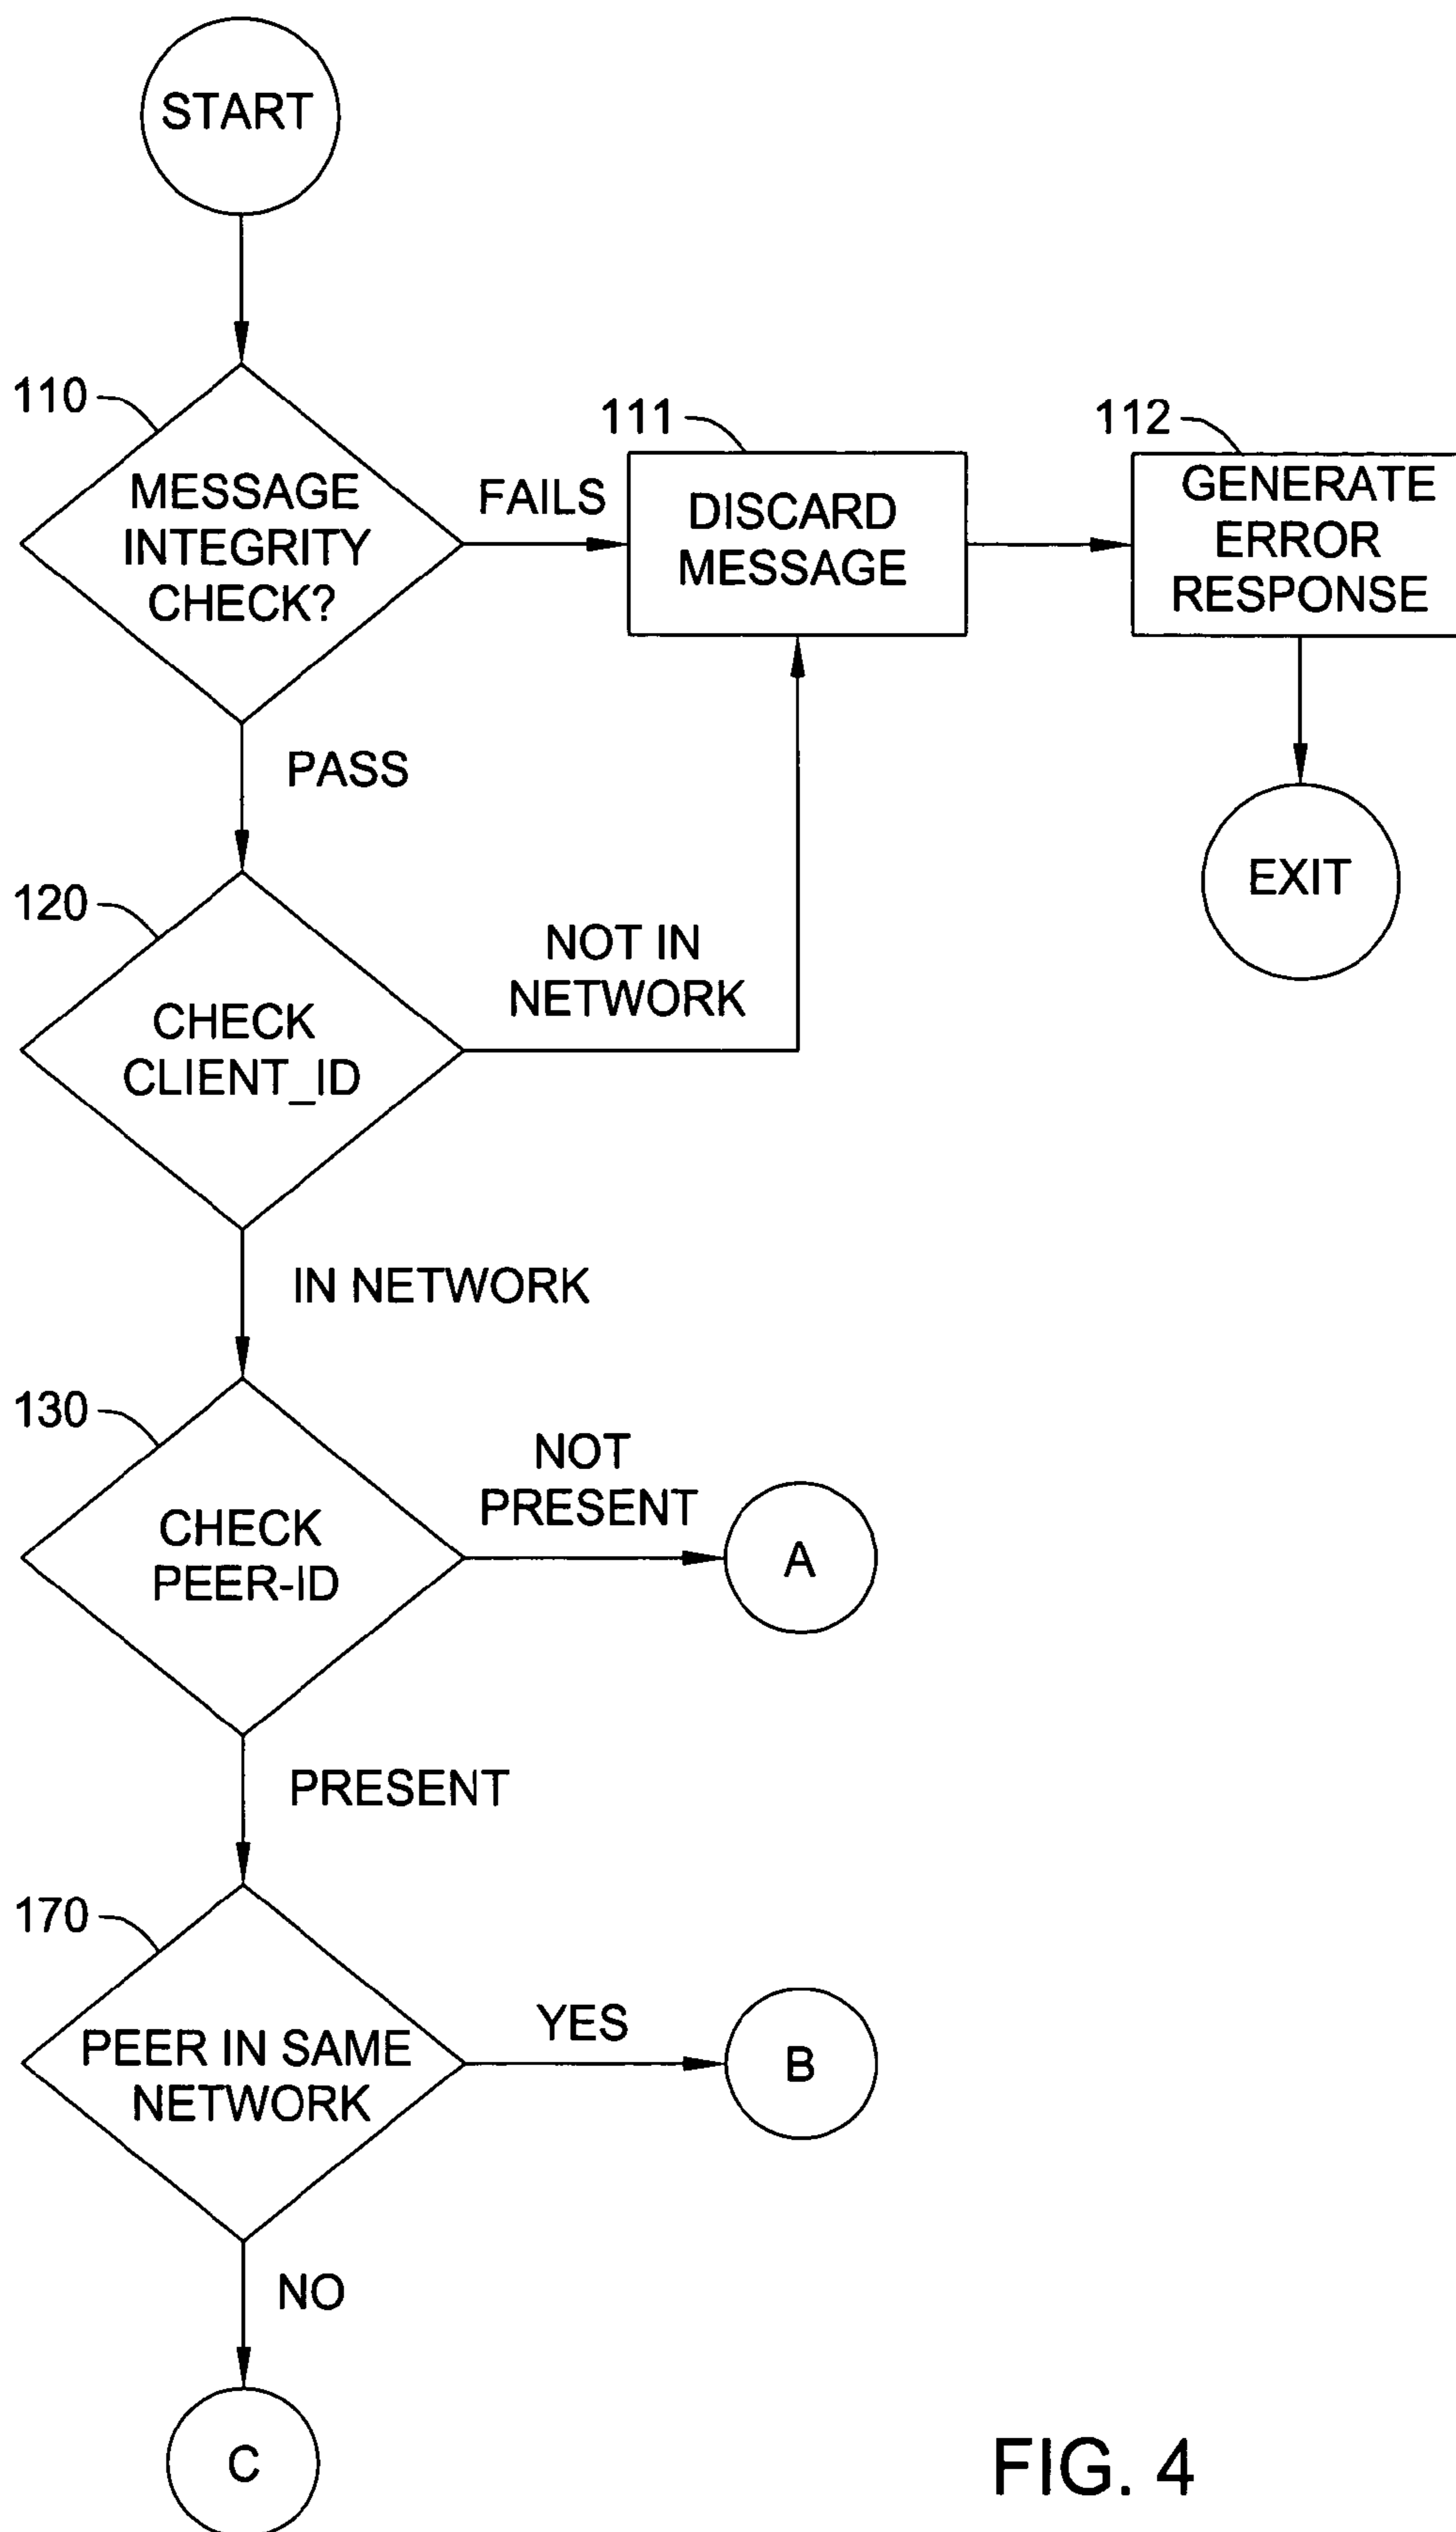 START
110
MESSAGE
INTEGRITY
CHECK?
FAILS
111
DISCARD
MESSAGE
112
GENERATE
ERROR
RESPONSE
PASS
EXIT
120
CHECK
CLIENT_ID
NOT IN
NETWORK
IN NETWORK
130
CHECK
PEER-ID
NOT
PRESENT
A
PRESENT
170
PEER IN SAME
NETWORK
YES
B
NO
C
FIG. 4